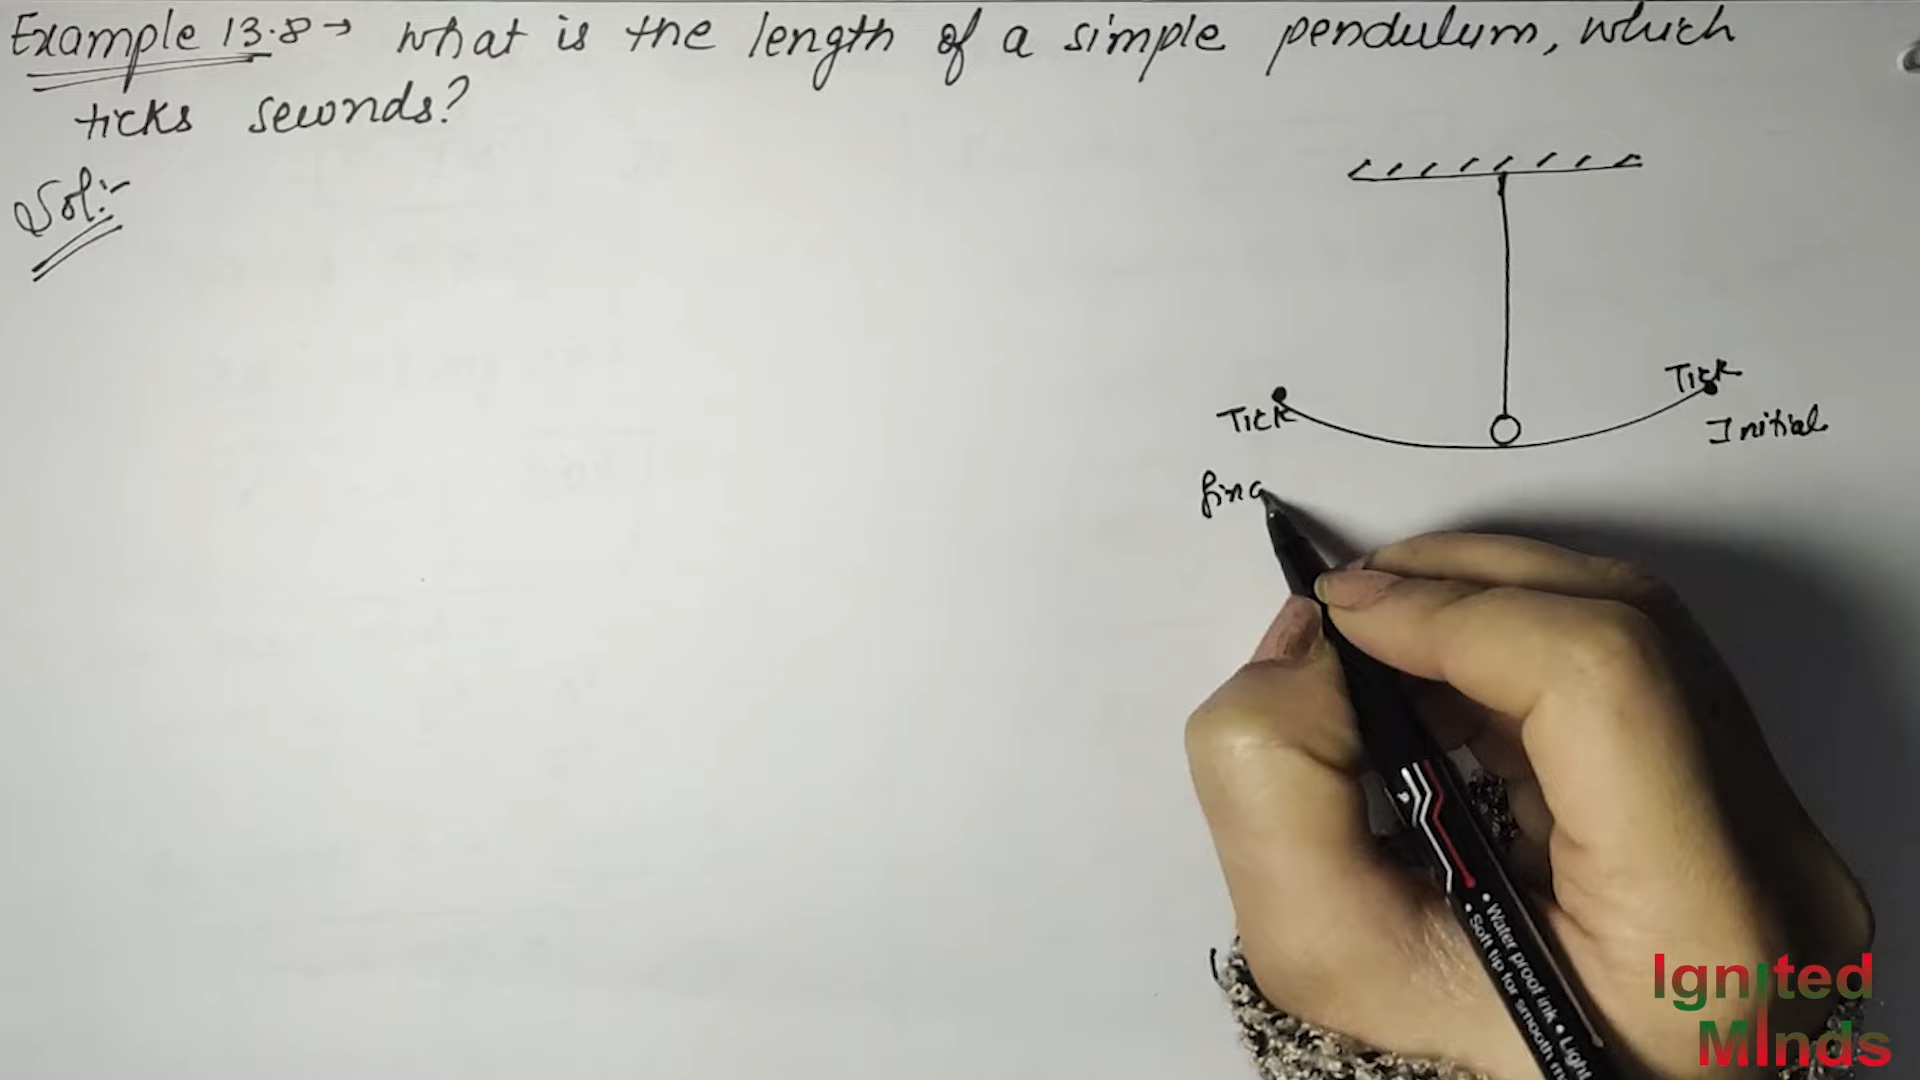 Example 13.8→ what is the length of a simple pendulum, which
ticks seconds?
Sol:-
Tick
Tick
Initial
fina
• Water proof ink • Light
• Soft tip for smooth
Ignited
Minds